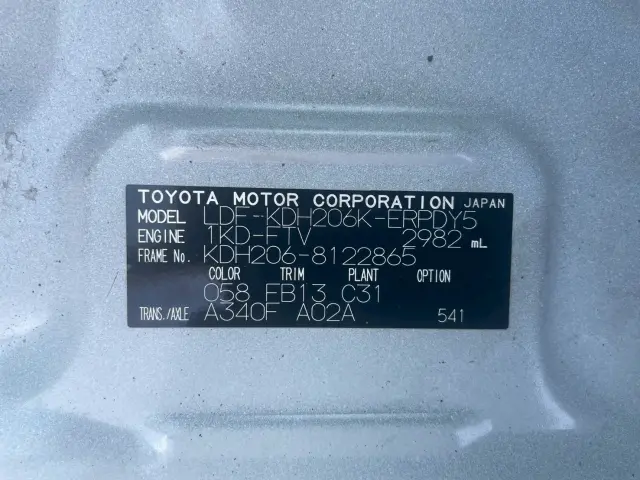 TOYOTA MOTOR CORPORATION JAPAN
MODEL LDF-KDH206K-ERPDY5
ENGINE 1KD-FTV 2982 mL
FRAME No. KDH206-8122865
COLOR TRIM PLANT OPTION
058 FB13 C31
TRANS./AXLE A340F A02A 541